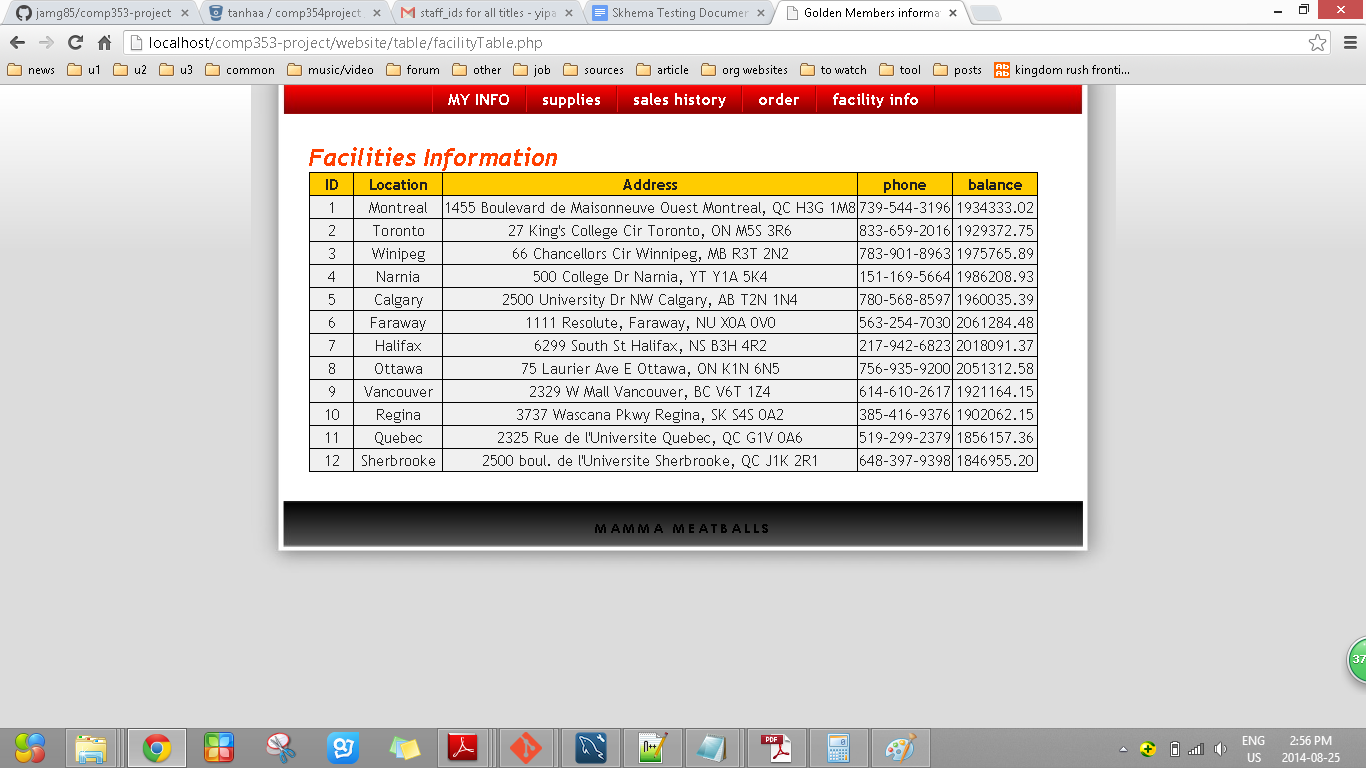 jamg85/comp353-project
tanhaa / comp354project
staff_ids for all titles - yipa
Skhema Testing Documen
Golden Members informa
localhost/comp353-project/website/table/facilityTable.php
news u1 u2 u3 common music/video forum other job sources article org websites to watch tool posts kingdom rush fronti...
MY INFO supplies sales history order facility info
Facilities Information
ID Location Address phone balance
1 Montreal 1455 Boulevard de Maisonneuve Ouest Montreal, QC H3G 1M8 739-544-3196 1934333.02
2 Toronto 27 King's College Cir Toronto, ON M5S 3R6 833-659-2016 1929372.75
3 Winipeg 66 Chancellors Cir Winnipeg, MB R3T 2N2 783-901-8963 1975765.89
4 Narnia 500 College Dr Narnia, YT Y1A 5K4 151-169-5664 1986208.93
5 Calgary 2500 University Dr NW Calgary, AB T2N 1N4 780-568-8597 1960035.39
6 Faraway 1111 Resolute, Faraway, NU X0A 0V0 563-254-7030 2061284.48
7 Halifax 6299 South St Halifax, NS B3H 4R2 217-942-6823 2018091.37
8 Ottawa 75 Laurier Ave E Ottawa, ON K1N 6N5 756-935-9200 2051312.58
9 Vancouver 2329 W Mall Vancouver, BC V6T 1Z4 614-610-2617 1921164.15
10 Regina 3737 Wascana Pkwy Regina, SK S4S 0A2 385-416-9376 1902062.15
11 Quebec 2325 Rue de l'Universite Quebec, QC G1V 0A6 519-299-2379 1856157.36
12 Sherbrooke 2500 boul. de l'Universite Sherbrooke, QC J1K 2R1 648-397-9398 1846955.20
MAMMA MEATBALLS
37
ENG 2:56 PM
US 2014-08-25